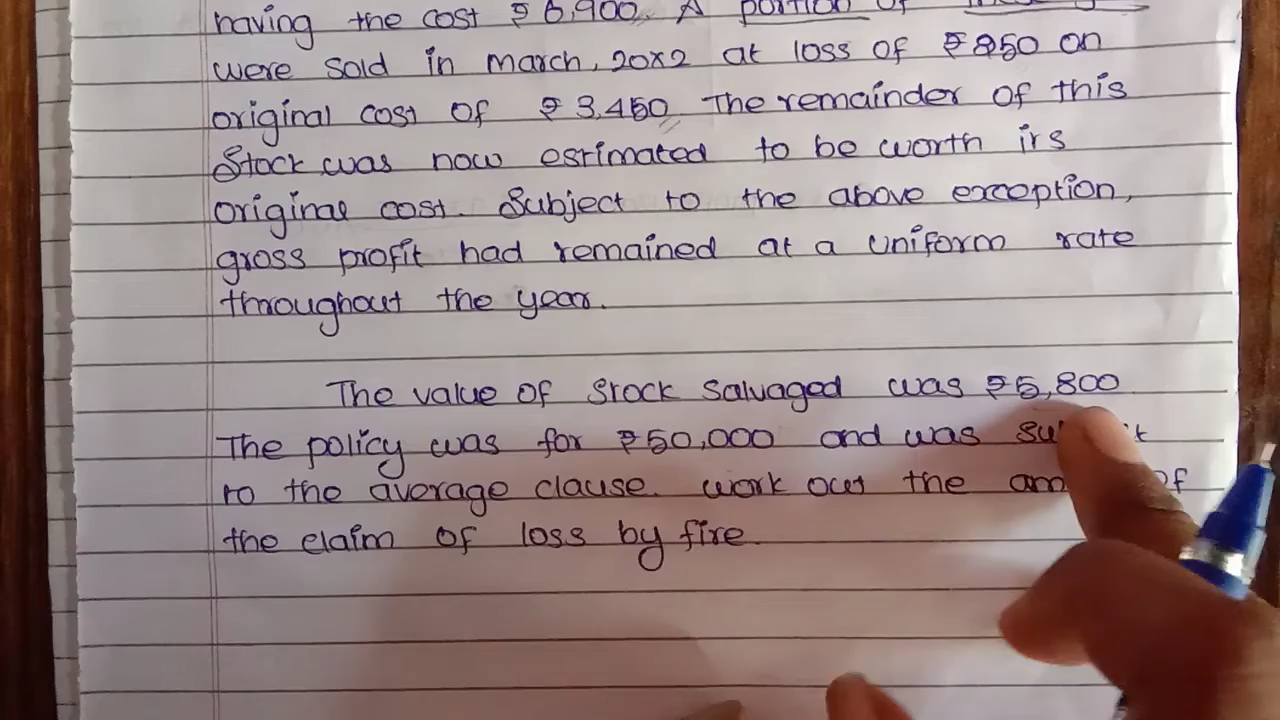 having the cost ₹ 6,900. A portion of
were sold in march, 20x2 at loss of ₹ 250 on
original cost of ₹ 3,450 The remainder of this
Stock was now estimated to be worth its
original cost. Subject to the above exception,
gross profit had remained at a uniform rate
throughout the year.
The value of stock salvaged was ₹5,800
The policy was for ₹50,000 and was
to the average clause. work out the of
the claim of loss by fire.